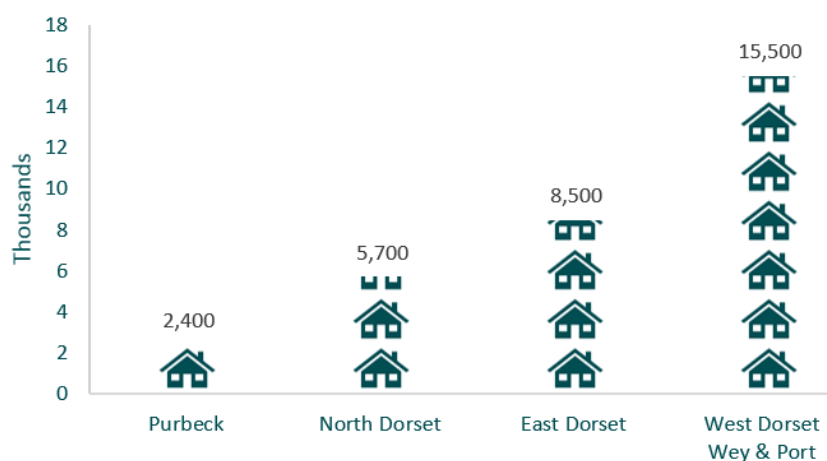 18
16
14
12
10
8
6
4
2
0
Thousands
2,400
5,700
8,500
15,500
Purbeck
North Dorset
East Dorset
West Dorset
Wey & Port